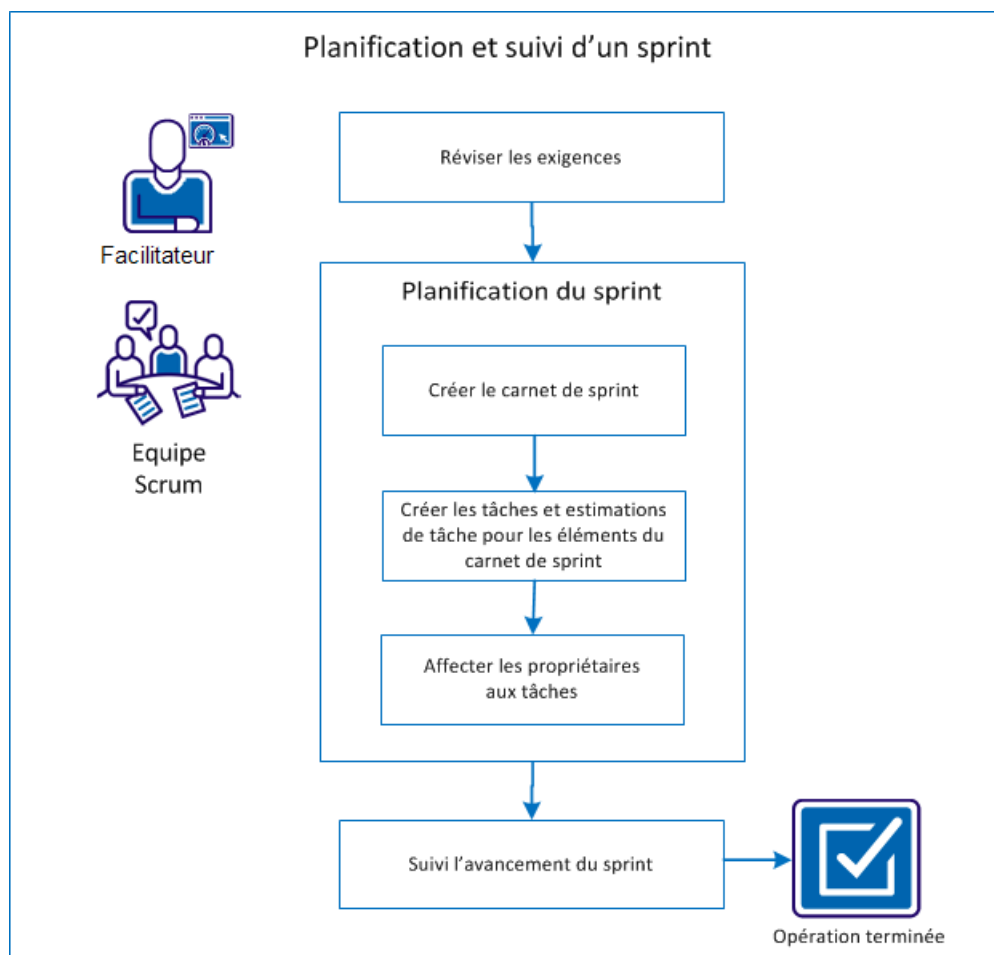 Planification et suivi d'un sprint
Réviser les exigences
Facilitateur
Planification du sprint
Créer le carnet de sprint
Equipe
Scrum
Créer les tâches et estimations
de tâche pour les éléments du
carnet de sprint
Affecter les propriétaires
aux tâches
Suivi l'avancement du sprint
Opération terminée